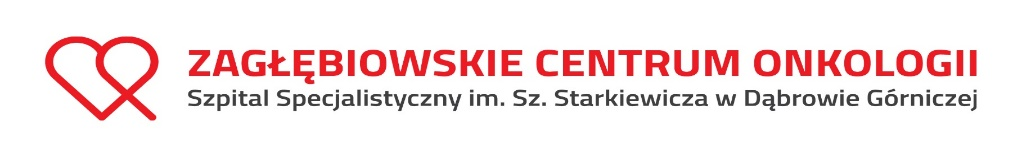 ZAGŁĘBIOWSKIE CENTRUM ONKOLOGII
Szpital Specjalistyczny im. Sz. Starkiewicza w Dąbrowie Górniczej